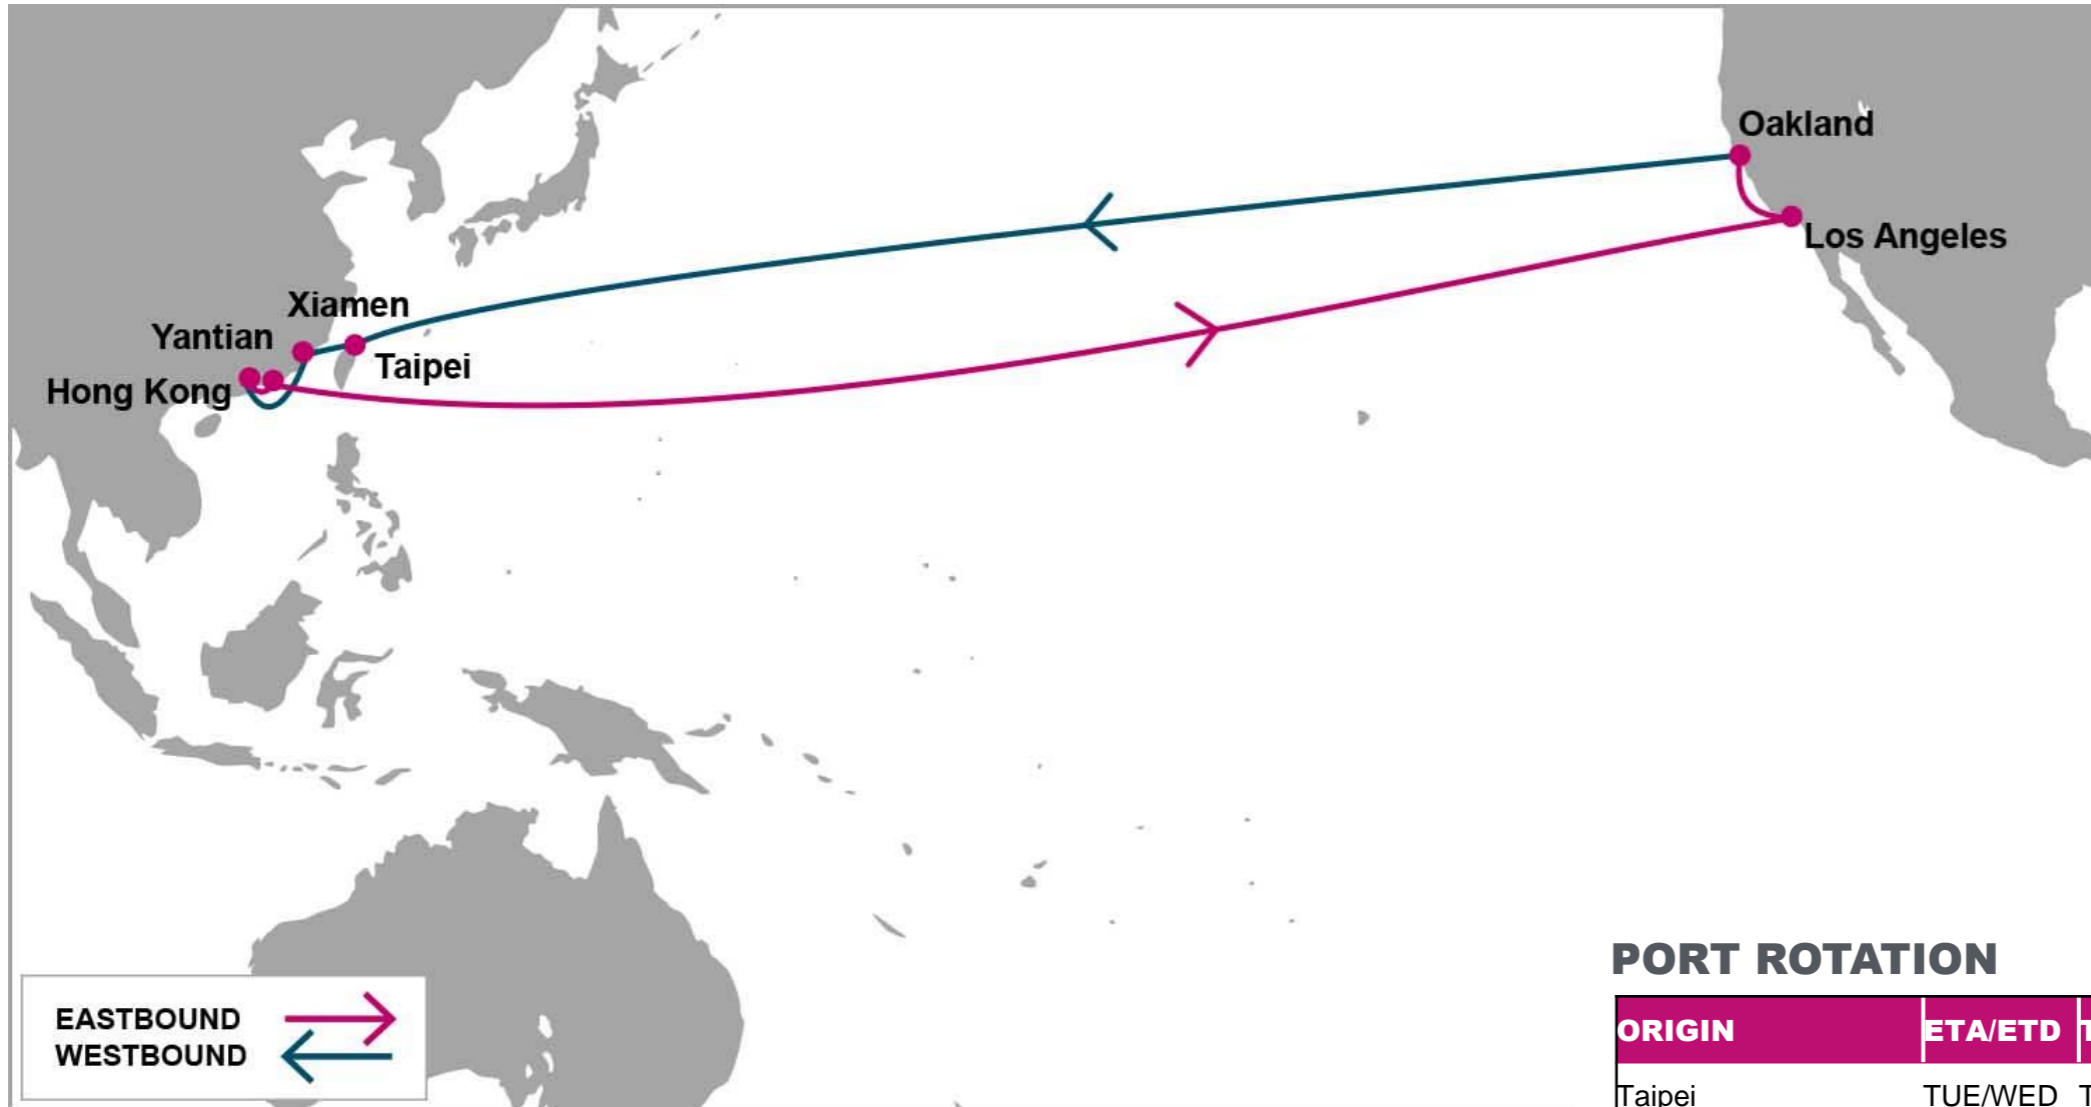 Oakland
Los Angeles
Xiamen
Yantian
Taipei
Hong Kong
EASTBOUND
WESTBOUND
PORT ROTATION
ORIGIN ETA/ETD
Taipei TUE/WED